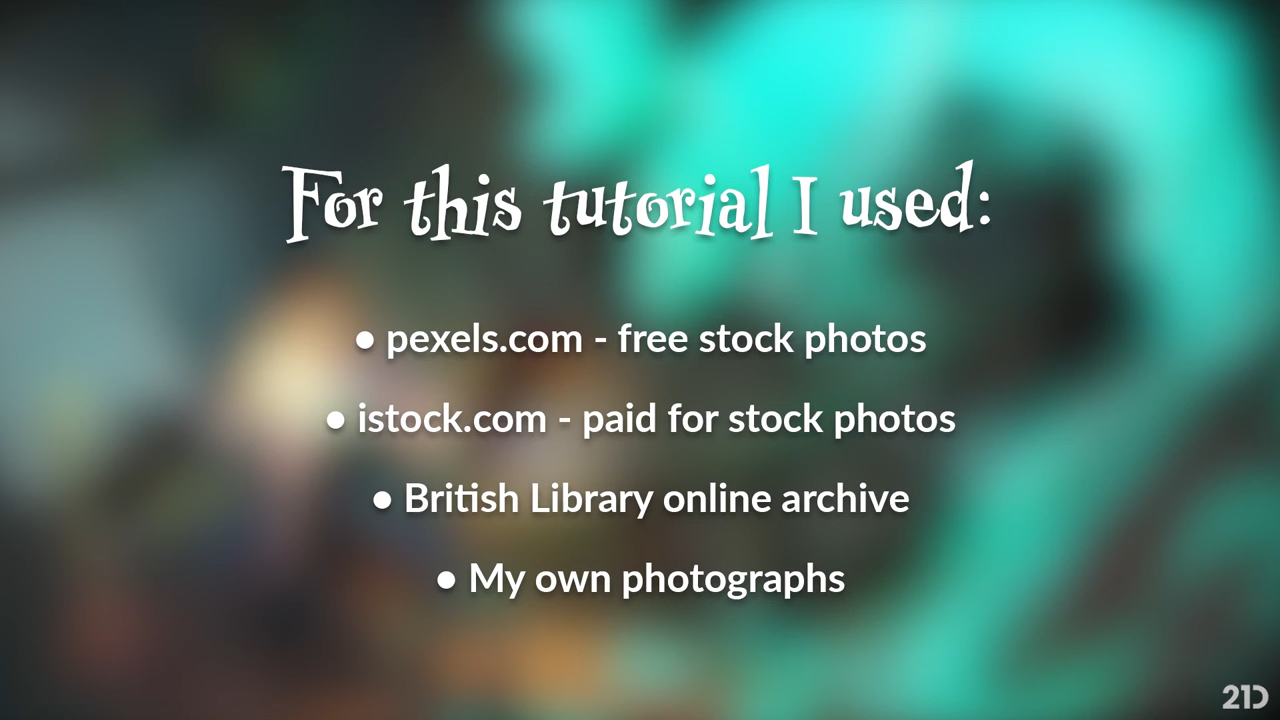 For this tutorial I used:
• pexels.com - free stock photos
• istock.com - paid for stock photos
• British Library online archive
• My own photographs
21D